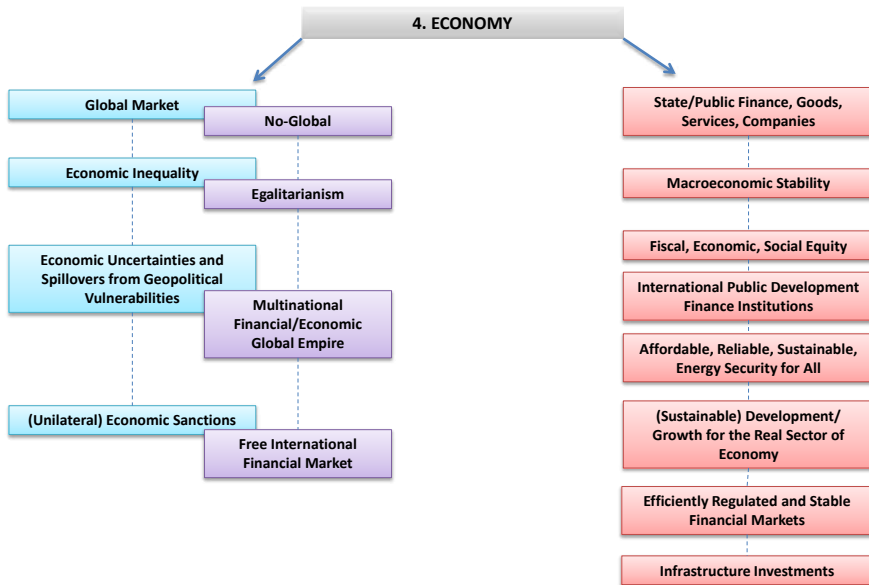 4. ECONOMY
Global Market
No-Global
Economic Inequality
Egalitarianism
Economic Uncertainties and
Spillovers from Geopolitical
Vulnerabilities
Multinational
Financial/Economic
Global Empire
(Unilateral) Economic Sanctions
Free International
Financial Market
State/Public Finance, Goods,
Services, Companies
Macroeconomic Stability
Fiscal, Economic, Social Equity
International Public Development
Finance Institutions
Affordable, Reliable, Sustainable,
Energy Security for All
(Sustainable) Development/
Growth for the Real Sector of
Economy
Efficiently Regulated and Stable
Financial Markets
Infrastructure Investments